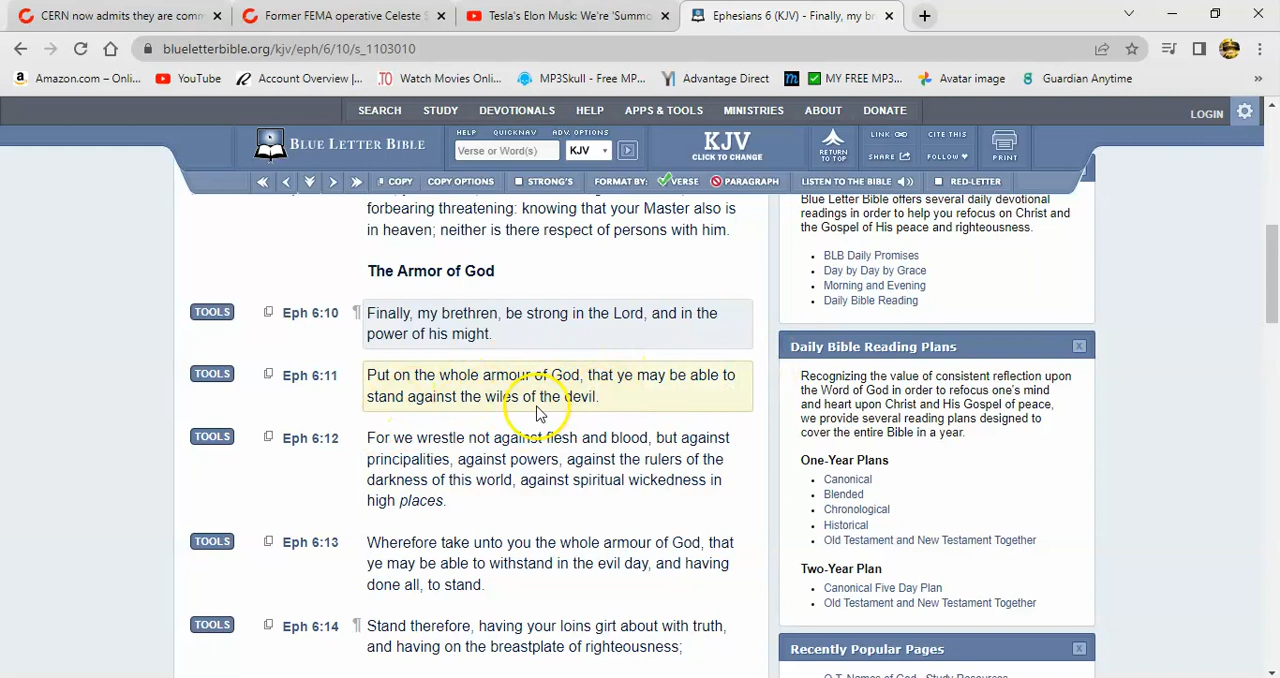 CERN now admits they are comm
Former FEMA operative Celeste S
Tesla's Elon Musk: We're 'Summo
Ephesians 6 (KJV) - Finally, my br
blueletterbible.org/kjv/eph/6/10/s_1103010
Amazon.com – Onli...
YouTube
Account Overview |...
Watch Movies Onlin...
MP3Skull - Free MP...
Advantage Direct
MY FREE MP3...
Avatar image
Guardian Anytime
SEARCH STUDY DEVOTIONALS HELP APPS & TOOLS MINISTRIES ABOUT DONATE
LOGIN
BLUE LETTER BIBLE
HELP QUICKNAV ADV. OPTIONS
Verse or Word(s)
KJV
KJV
CLICK TO CHANGE
RETURN
TO TOP
LINK
SHARE
CITE THIS
FOLLOW
PRINT
COPY COPY OPTIONS STRONG'S FORMAT BY: VERSE PARAGRAPH LISTEN TO THE BIBLE RED-LETTER
forbearing threatening: knowing that your Master also is
in heaven; neither is there respect of persons with him.
The Armor of God
TOOLS Eph 6:10 ¶ Finally, my brethren, be strong in the Lord, and in the
power of his might.
TOOLS Eph 6:11 Put on the whole armour of God, that ye may be able to
stand against the wiles of the devil.
TOOLS Eph 6:12 For we wrestle not against flesh and blood, but against
principalities, against powers, against the rulers of the
darkness of this world, against spiritual wickedness in
high places.
TOOLS Eph 6:13 Wherefore take unto you the whole armour of God, that
ye may be able to withstand in the evil day, and having
done all, to stand.
TOOLS Eph 6:14 ¶ Stand therefore, having your loins girt about with truth,
and having on the breastplate of righteousness;
Blue Letter Bible offers several daily devotional
readings in order to help you refocus on Christ and
the Gospel of His peace and righteousness.
BLB Daily Promises
Day by Day by Grace
Morning and Evening
Daily Bible Reading
Daily Bible Reading Plans
Recognizing the value of consistent reflection upon
the Word of God in order to refocus one's mind
and heart upon Christ and His Gospel of peace,
we provide several reading plans designed to
cover the entire Bible in a year.
One-Year Plans
Canonical
Blended
Chronological
Historical
Old Testament and New Testament Together
Two-Year Plan
Canonical Five Day Plan
Old Testament and New Testament Together
Recently Popular Pages
O.T. Names of God - Study Resources